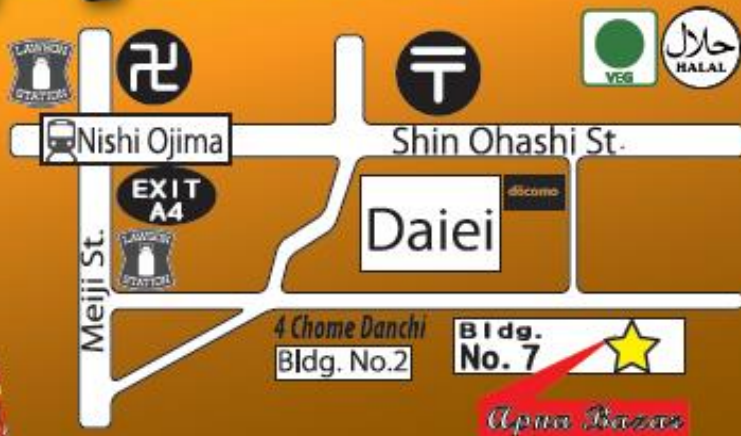 LAWSON
STATION
VEG
حلال
HALAL
Nishi Ojima
Shin Ohashi St.
EXIT
A4
döcomo
Daiei
LAWSON
STATION
Meiji St.
4 Chome Danchi
Bldg. No.2
Bldg.
No. 7
Apna Bazar